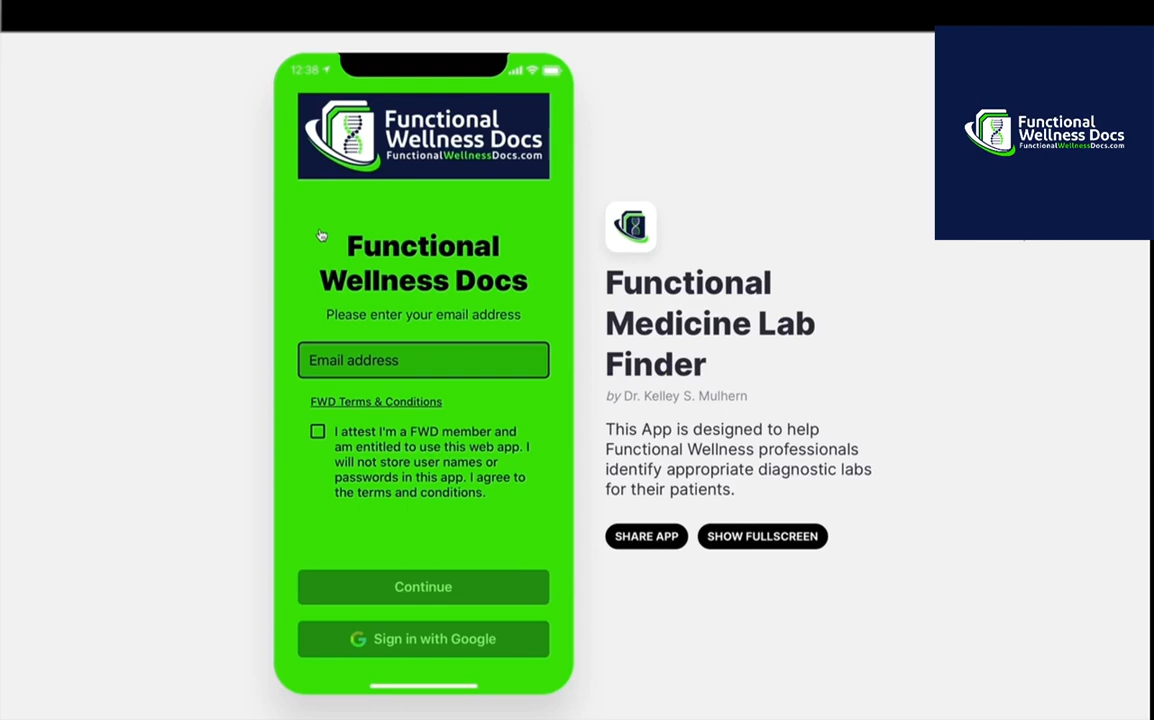 12:38
Functional
Wellness Docs
FunctionalWellnessDocs.com
Functional
Wellness Docs
Please enter your email address
Email address
FWD Terms & Conditions
I attest I'm a FWD member and
am entitled to use this web app. I
will not store user names or
passwords in this app. I agree to
the terms and conditions.
Continue
Sign in with Google
Functional
Medicine Lab
Finder
by Dr. Kelley S. Mulhern
This App is designed to help
Functional Wellness professionals
identify appropriate diagnostic labs
for their patients.
SHARE APP
SHOW FULLSCREEN
Functional
Wellness Docs
FunctionalWellnessDocs.com